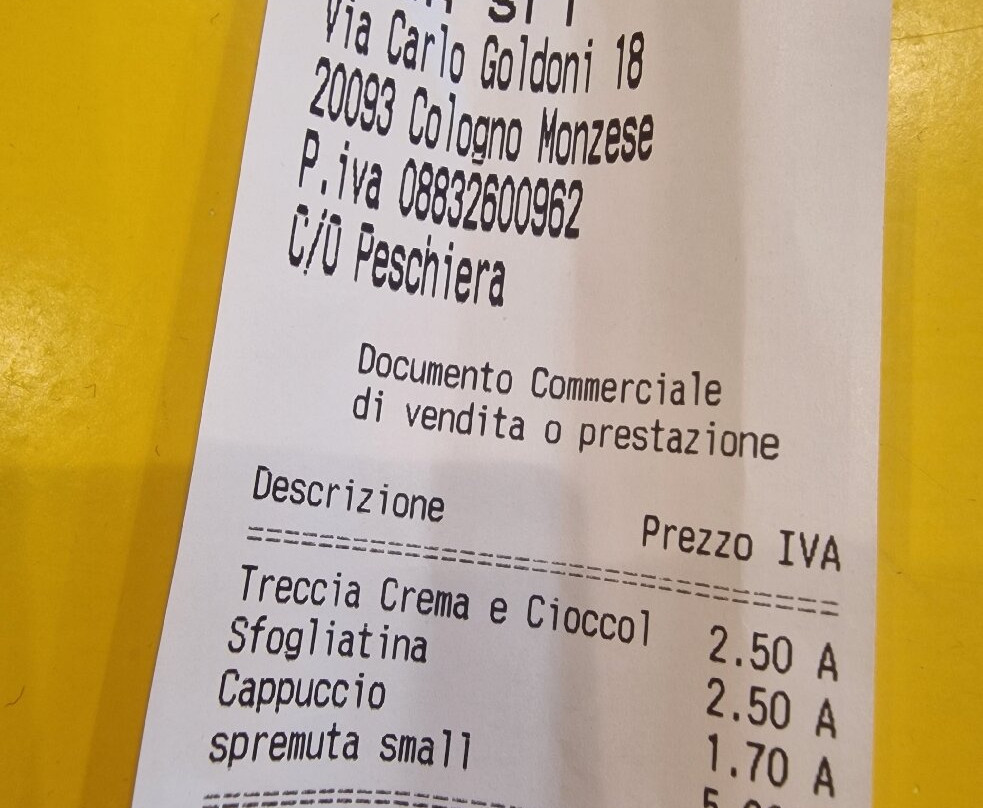 Via Carlo Goldoni 18
20093 Cologno Monzese
P.iva 08832600962
C/O Peschiera
Documento Commerciale
di vendita o prestazione
Descrizione Prezzo IVA
Treccia Crema e Cioccol 2.50 A
Sfogliatina 2.50 A
Cappuccio 1.70 A
spremuta small